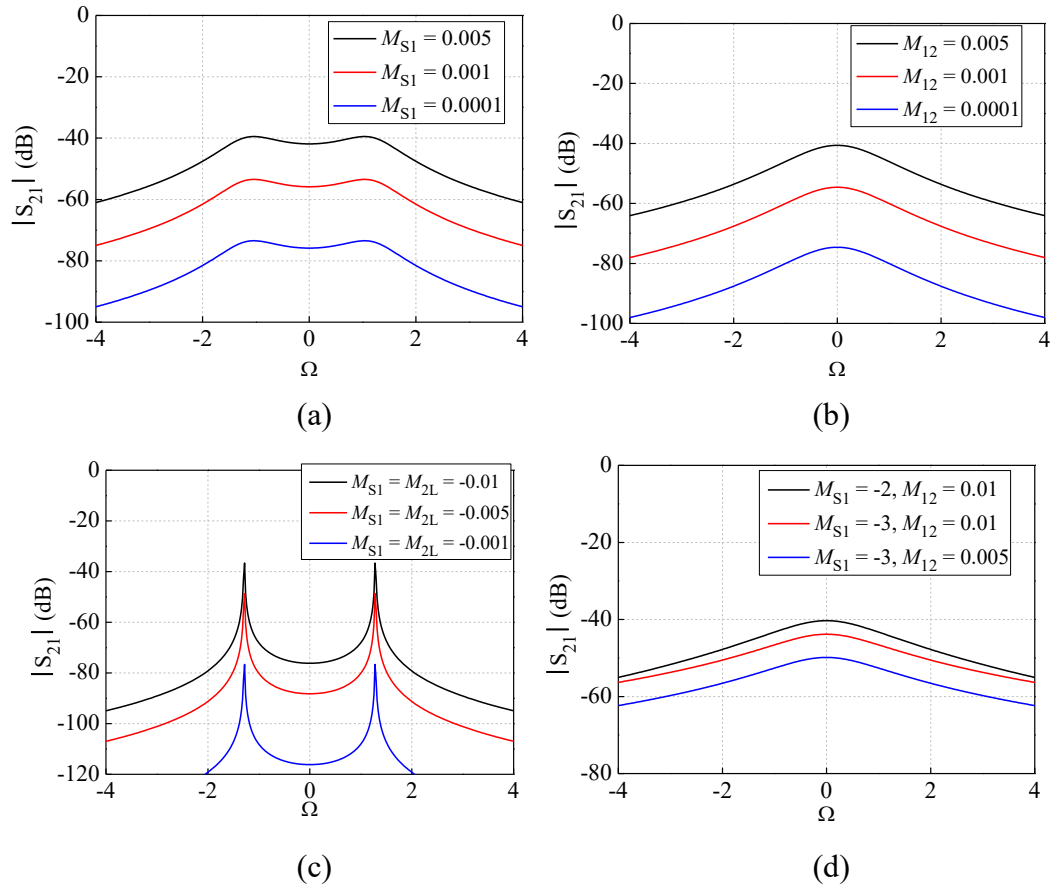 0
-20
-40
-60
-80
-100
-4
-2
0
2
4
|S21| (dB)
Ω
MS1 = 0.005
MS1 = 0.001
MS1 = 0.0001
(a)
0
-20
-40
-60
-80
-100
-4
-2
0
2
4
|S21| (dB)
Ω
M12 = 0.005
M12 = 0.001
M12 = 0.0001
(b)
0
-20
-40
-60
-80
-100
-120
-4
-2
0
2
4
|S21| (dB)
Ω
MS1 = M2L = -0.01
MS1 = M2L = -0.005
MS1 = M2L = -0.001
(c)
0
-20
-40
-60
-80
-4
-2
0
2
4
|S21| (dB)
Ω
MS1 = -2, M12 = 0.01
MS1 = -3, M12 = 0.01
MS1 = -3, M12 = 0.005
(d)